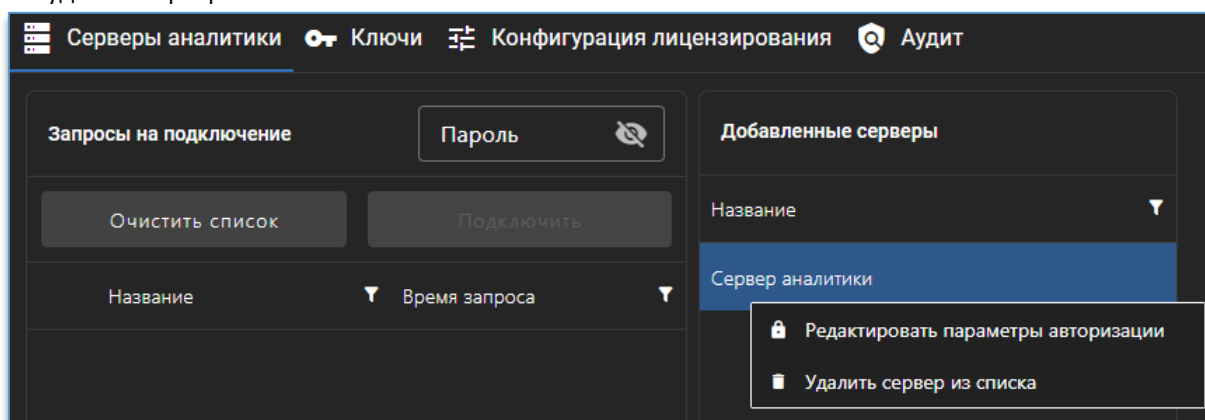 Серверы аналитики Ключи Конфигурация лицензирования Аудит
Запросы на подключение Пароль
Добавленные серверы
Очистить список Подключить
Название
Название Время запроса
Сервер аналитики
Редактировать параметры авторизации
Удалить сервер из списка